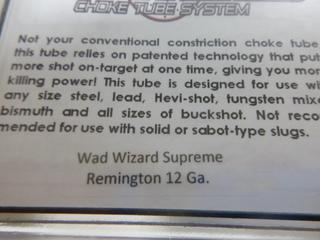 CHOKE TUBE SYSTEM
Not your conventional constriction choke tube
this tube relies on patented technology that put
more shot on-target at one time, giving you mor
killing power! This tube is designed for use wi
any size steel, lead, Hevi-shot, tungsten mix
bismuth and all sizes of buckshot. Not reco
mended for use with solid or sabot-type slugs.
Wad Wizard Supreme
Remington 12 Ga.